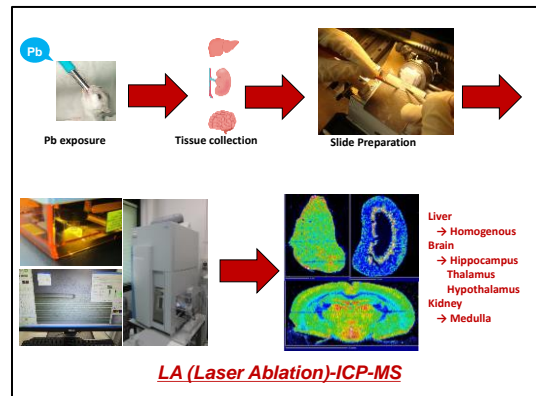 Pb
Pb exposure
Tissue collection
Slide Preparation
Liver
→ Homogenous
Brain
→ Hippocampus
Thalamus
Hypothalamus
Kidney
→ Medulla
LA (Laser Ablation)-ICP-MS